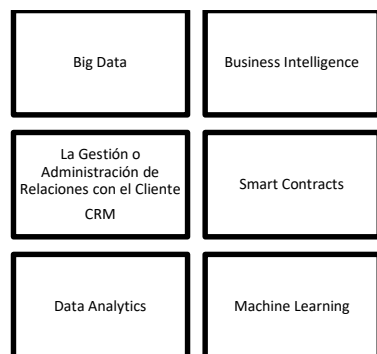 Big Data
Business Intelligence
La Gestión o
Administración de
Relaciones con el Cliente
CRM
Smart Contracts
Data Analytics
Machine Learning